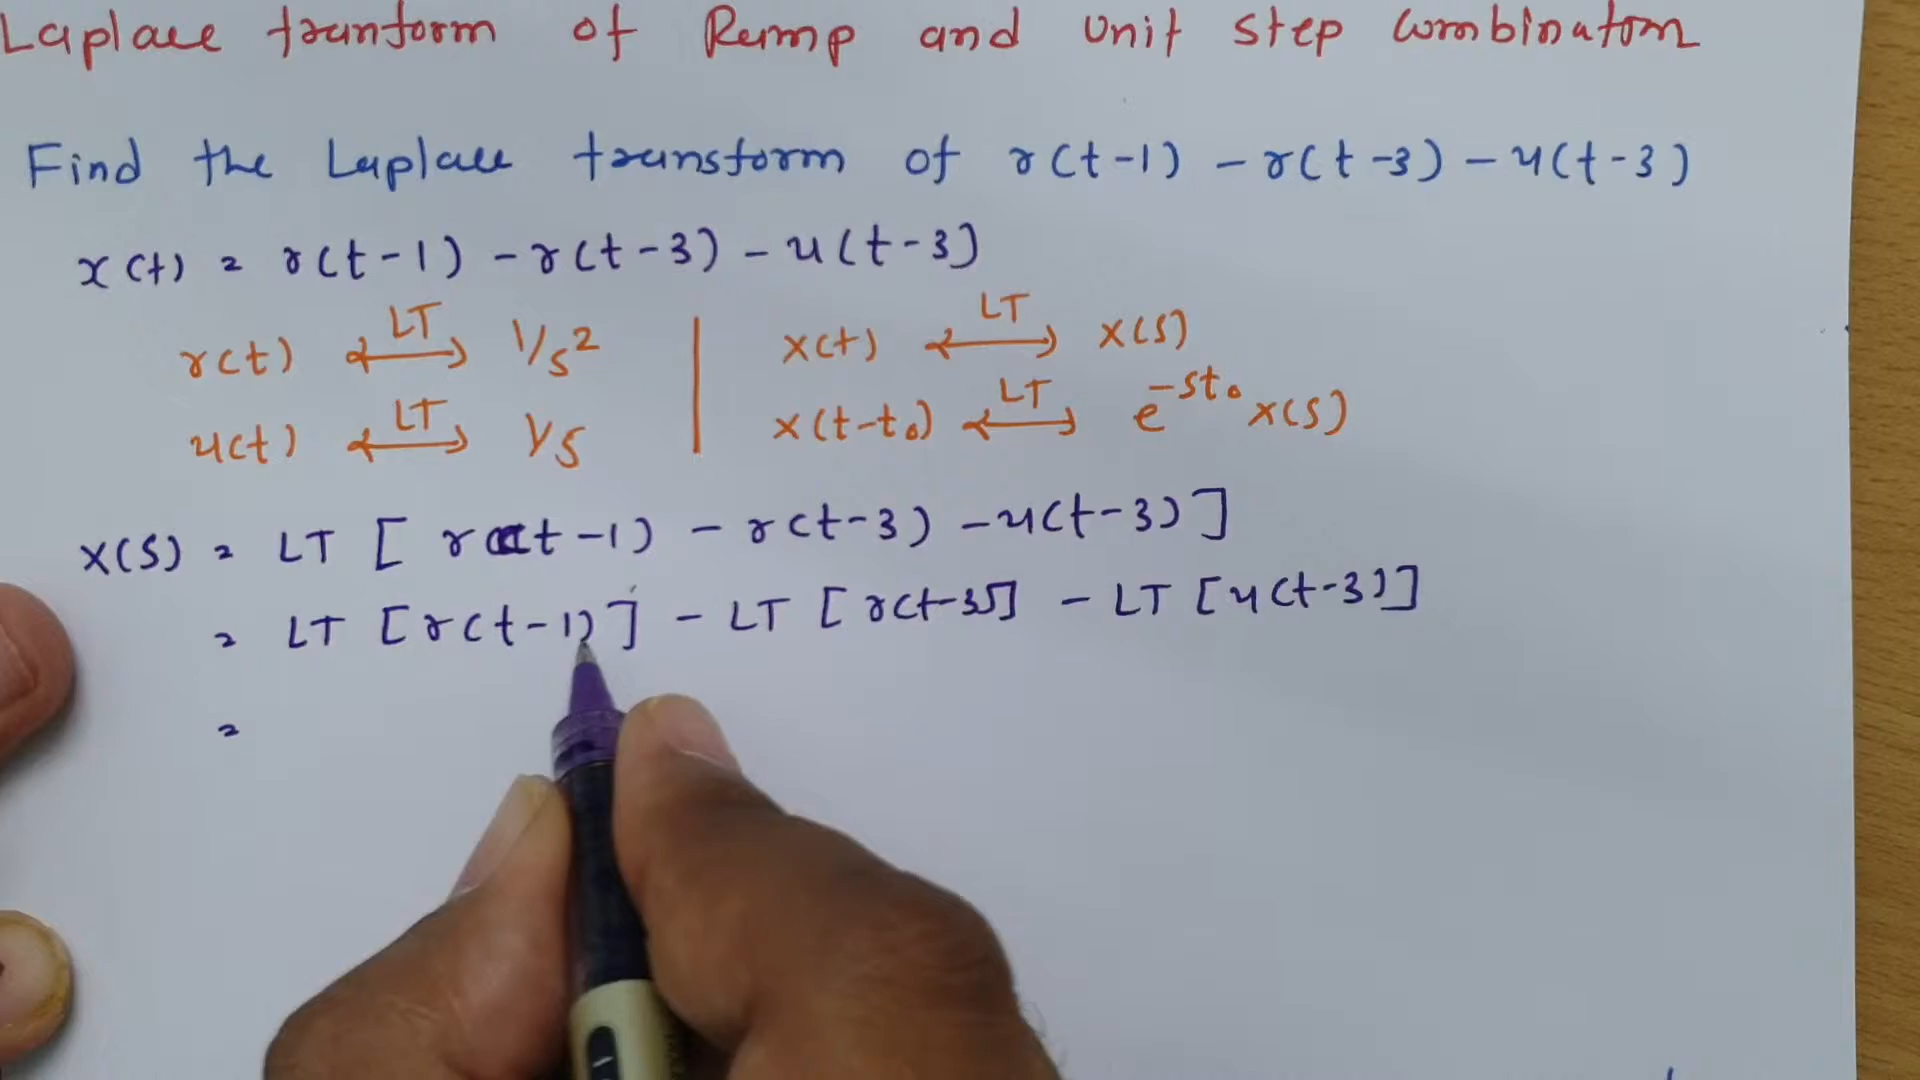 Laplace tranform of Ramp and Unit step combination
Find the Laplace transform of r(t-1) - r(t-3) - u(t-3)
x(t) = r(t-1) - r(t-3) - u(t-3)
r(t) ←LT→ 1/s² | x(t) ←LT→ X(s)
u(t) ←LT→ 1/s | x(t-t₀) ←LT→ e^-st₀ X(s)
X(s) = LT [ r(t-1) - r(t-3) - u(t-3) ]
= LT [r(t-1)] - LT [r(t-3)] - LT [u(t-3)]
=